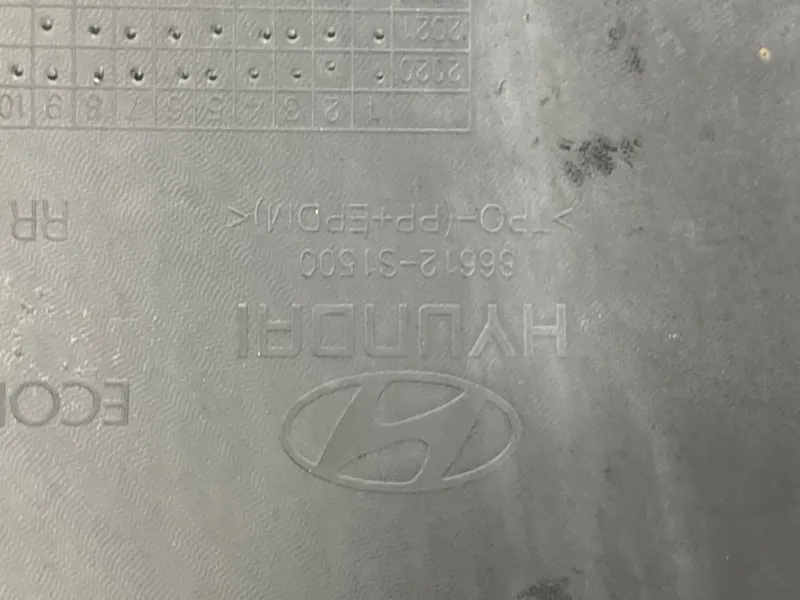 ECO
HYUNDAI
86612-S1500
>TPO-(PP+EPDM)<
RR
1 2 3 4 5 6 7 8 9 10
2020
2021